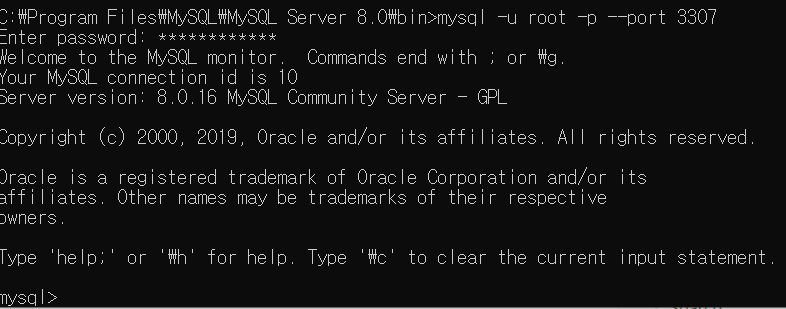 C:₩Program Files₩MySQL₩MySQL Server 8.0₩bin>mysql -u root -p --port 3307
Enter password: ************
Welcome to the MySQL monitor.  Commands end with ; or ₩g.
Your MySQL connection id is 10
Server version: 8.0.16 MySQL Community Server - GPL

Copyright (c) 2000, 2019, Oracle and/or its affiliates. All rights reserved.

Oracle is a registered trademark of Oracle Corporation and/or its
affiliates. Other names may be trademarks of their respective
owners.

Type 'help;' or '₩h' for help. Type '₩c' to clear the current input statement.

mysql>